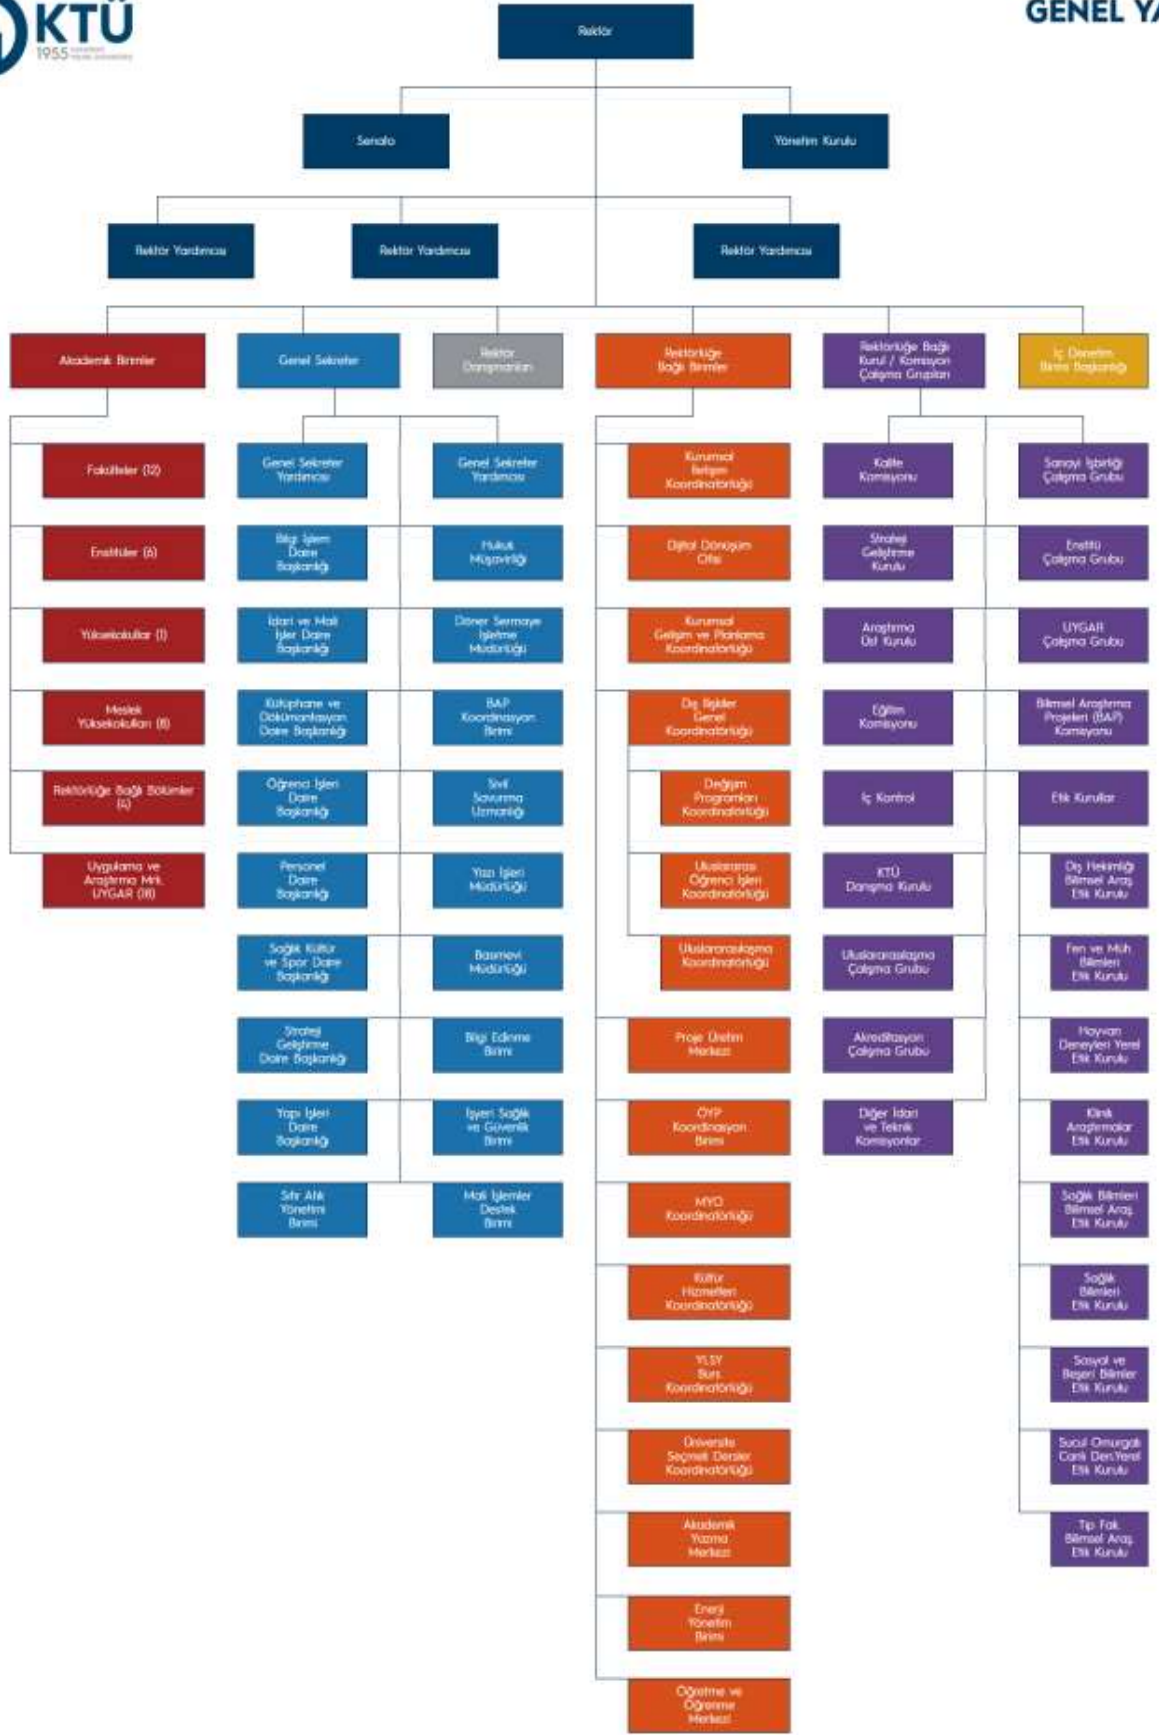 KTÜ
1955
GENEL YA
Rektör
Senato
Yönetim Kurulu
Rektör Yardımcısı
Rektör Yardımcısı
Rektör Yardımcısı
Akademik Birimler
Genel Sekreter
Rektör
Danışmanları
Rektörlüğe
Bağlı Birimler
Rektörlüğe Bağlı
Kurul / Komisyon
Çalışma Grupları
İç Denetim
Birimi Başkanlığı
Fakülteler (12)
Enstitüler (6)
Yüksekokullar (1)
Meslek
Yüksekokulları (8)
Rektörlüğe Bağlı Bölümler
(4)
Uygulama ve
Araştırma Mrk.
UYGAR (18)
Genel Sekreter
Yardımcısı
Bilgi İşlem
Daire
Başkanlığı
İdari ve Mali
İşler Daire
Başkanlığı
Kütüphane ve
Dökümantasyon
Daire Başkanlığı
Öğrenci İşleri
Daire
Başkanlığı
Personel
Daire
Başkanlığı
Sağlık Kültür
ve Spor Daire
Başkanlığı
Strateji
Geliştirme
Daire Başkanlığı
Yapı İşleri
Daire
Başkanlığı
Sıfır Atık
Yönetimi
Birimi
Genel Sekreter
Yardımcısı
Hukuk
Müşavirliği
Döner Sermaye
İşletme
Müdürlüğü
BAP
Koordinasyon
Birimi
Sivil
Savunma
Uzmanlığı
Yazı İşleri
Müdürlüğü
Basımevi
Müdürlüğü
Bilgi Edinme
Birimi
İşyeri Sağlık
ve Güvenlik
Birimi
Mali İşlemler
Destek
Birimi
Kurumsal
İletişim
Koordinatörlüğü
Dijital Dönüşüm
Ofisi
Kurumsal
Gelişim ve Planlama
Koordinatörlüğü
Dış İlişkiler
Genel
Koordinatörlüğü
Değişim
Programları
Koordinatörlüğü
Uluslararası
Öğrenci İşleri
Koordinatörlüğü
Uluslararasılaşma
Koordinatörlüğü
Proje Üretim
Merkezi
ÖYP
Koordinasyon
Birimi
MYO
Koordinatörlüğü
Kültür
Hizmetleri
Koordinatörlüğü
YLSY
Burs
Koordinatörlüğü
Üniversite
Seçmeli Dersler
Koordinatörlüğü
Akademik
Yazma
Merkezi
Enerji
Yönetim
Birimi
Öğretme ve
Öğrenme
Merkezi
Kalite
Komisyonu
Strateji
Geliştirme
Kurulu
Araştırma
Üst Kurulu
Eğitim
Komisyonu
İç Kontrol
KTÜ
Danışma Kurulu
Uluslararasılaşma
Çalışma Grubu
Akreditasyon
Çalışma Grubu
Diğer İdari
ve Teknik
Komisyonlar
Sanayi İşbirliği
Çalışma Grubu
Enstitü
Çalışma Grubu
UYGAR
Çalışma Grubu
Bilimsel Araştırma
Projeleri (BAP)
Komisyonu
Etik Kurullar
Diş Hekimliği
Bilimsel Araş.
Etik Kurulu
Fen ve Müh.
Bilimleri
Etik Kurulu
Hayvan
Deneyleri Yerel
Etik Kurulu
Klinik
Araştırmalar
Etik Kurulu
Sağlık Bilimleri
Bilimsel Araş.
Etik Kurulu
Sağlık
Bilimleri
Etik Kurulu
Sosyal ve
Beşeri Bilimler
Etik Kurulu
Sucul Omurgalı
Canlı Den.Yerel
Etik Kurulu
Tıp Fak.
Bilimsel Araş.
Etik Kurulu